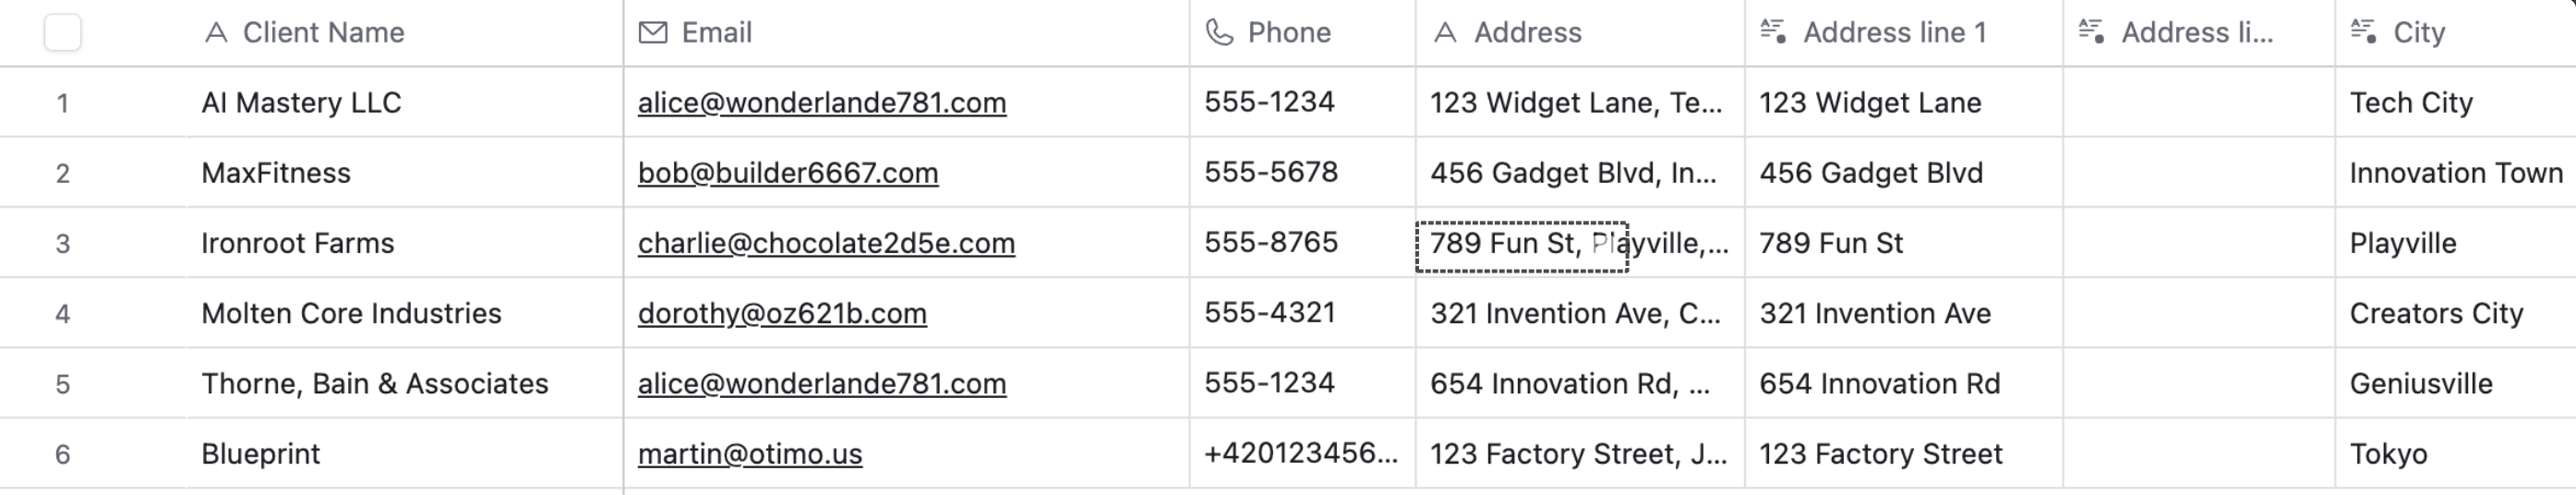 Client Name Email Phone Address Address line 1 Address li... City
1 AI Mastery LLC alice@wonderlande781.com 555-1234 123 Widget Lane, Te... 123 Widget Lane Tech City
2 MaxFitness bob@builder6667.com 555-5678 456 Gadget Blvd, In... 456 Gadget Blvd Innovation Town
3 Ironroot Farms charlie@chocolate2d5e.com 555-8765 789 Fun St, Playville,... 789 Fun St Playville
4 Molten Core Industries dorothy@oz621b.com 555-4321 321 Invention Ave, C... 321 Invention Ave Creators City
5 Thorne, Bain & Associates alice@wonderlande781.com 555-1234 654 Innovation Rd, ... 654 Innovation Rd Geniusville
6 Blueprint martin@otimo.us +420123456... 123 Factory Street, J... 123 Factory Street Tokyo